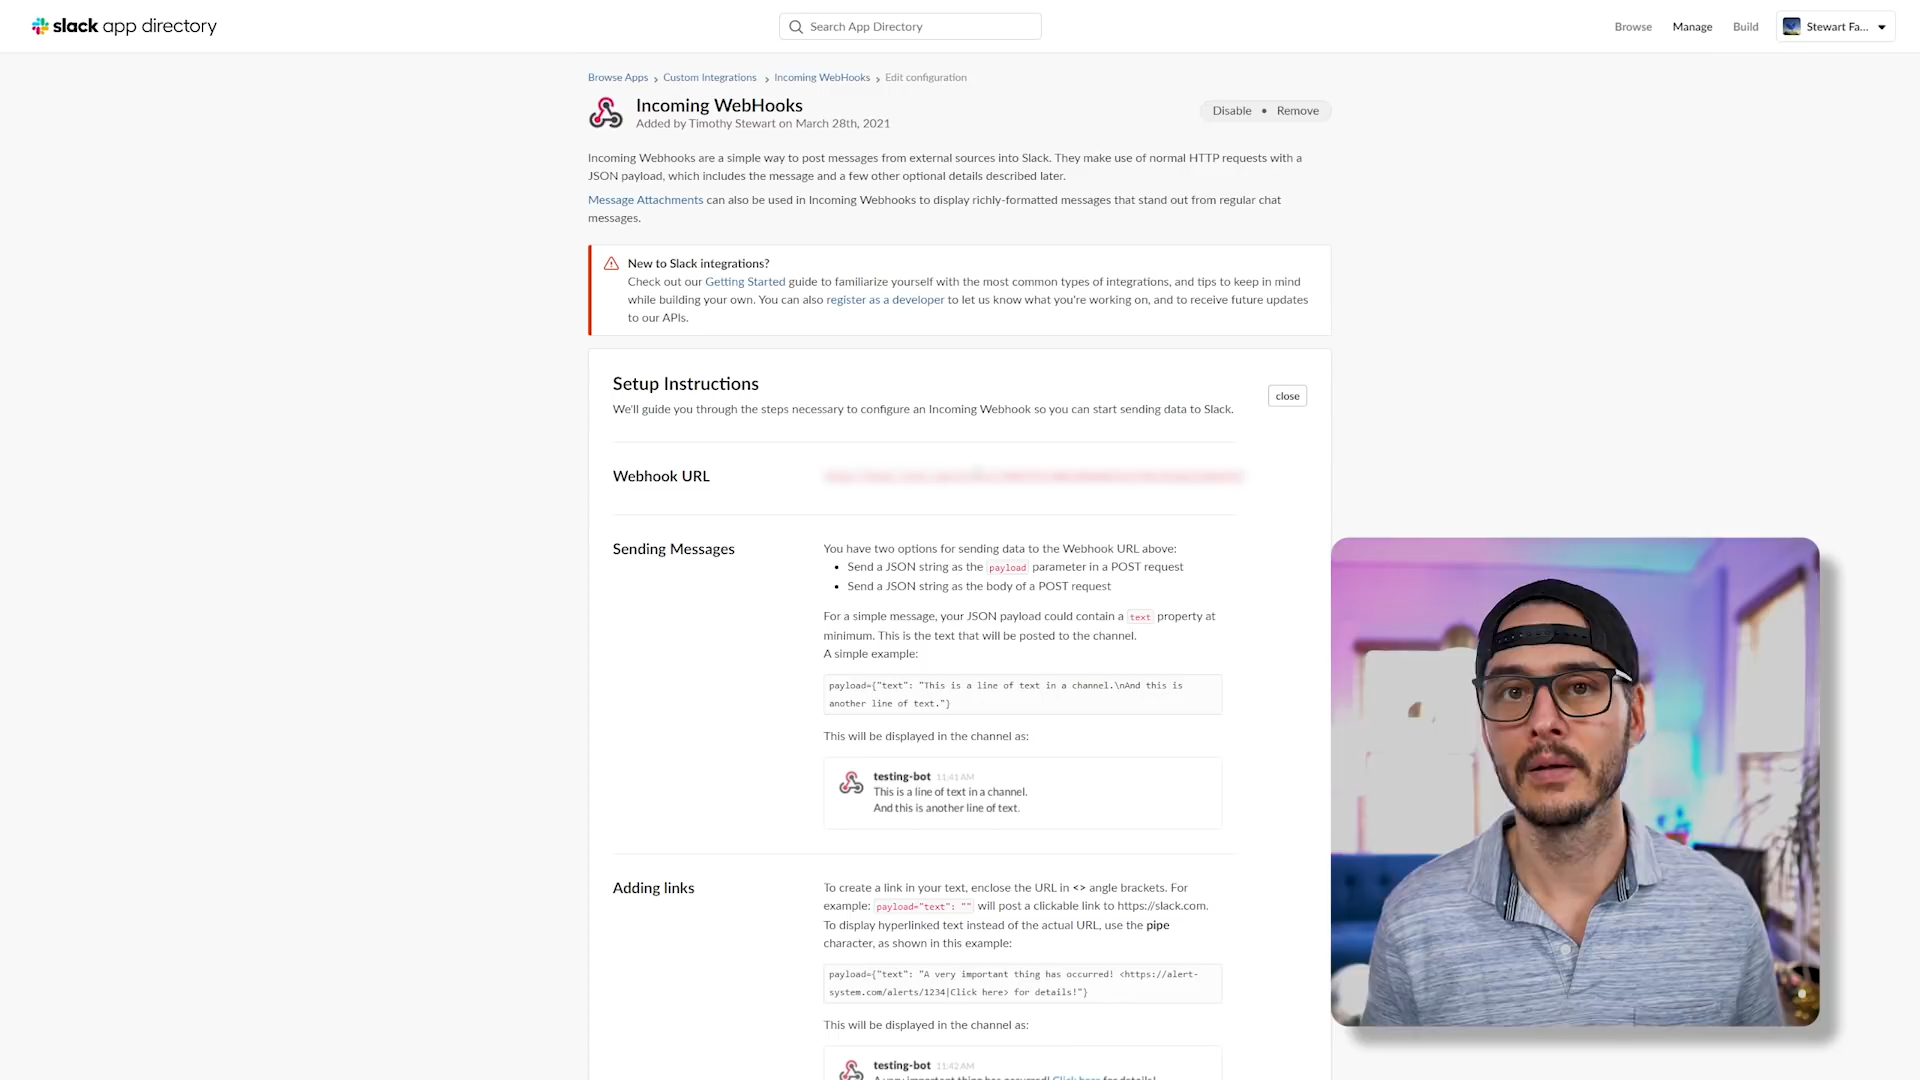 slack app directory
Search App Directory
Browse
Manage
Build
Stewart Fa...
Browse Apps › Custom Integrations › Incoming WebHooks › Edit configuration
Incoming WebHooks
Added by Timothy Stewart on March 28th, 2021
Disable • Remove
Incoming Webhooks are a simple way to post messages from external sources into Slack. They make use of normal HTTP requests with a
JSON payload, which includes the message and a few other optional details described later.
Message Attachments can also be used in Incoming Webhooks to display richly-formatted messages that stand out from regular chat
messages.
New to Slack integrations?
Check out our Getting Started guide to familiarize yourself with the most common types of integrations, and tips to keep in mind
while building your own. You can also register as a developer to let us know what you're working on, and to receive future updates
to our APIs.
Setup Instructions
close
We'll guide you through the steps necessary to configure an Incoming Webhook so you can start sending data to Slack.
Webhook URL
Sending Messages
You have two options for sending data to the Webhook URL above:
• Send a JSON string as the payload parameter in a POST request
• Send a JSON string as the body of a POST request
For a simple message, your JSON payload could contain a text property at
minimum. This is the text that will be posted to the channel.
A simple example:
payload={"text": "This is a line of text in a channel.\nAnd this is
another line of text."}
This will be displayed in the channel as:
testing-bot 11:41 AM
This is a line of text in a channel.
And this is another line of text.
Adding links
To create a link in your text, enclose the URL in <> angle brackets. For
example: payload="text": "" will post a clickable link to https://slack.com.
To display hyperlinked text instead of the actual URL, use the pipe
character, as shown in this example:
payload={"text": "A very important thing has occurred! <https://alert-
system.com/alerts/1234|Click here> for details!"}
This will be displayed in the channel as:
testing-bot 11:42 AM
A very important thing has occurred! Click here for details!